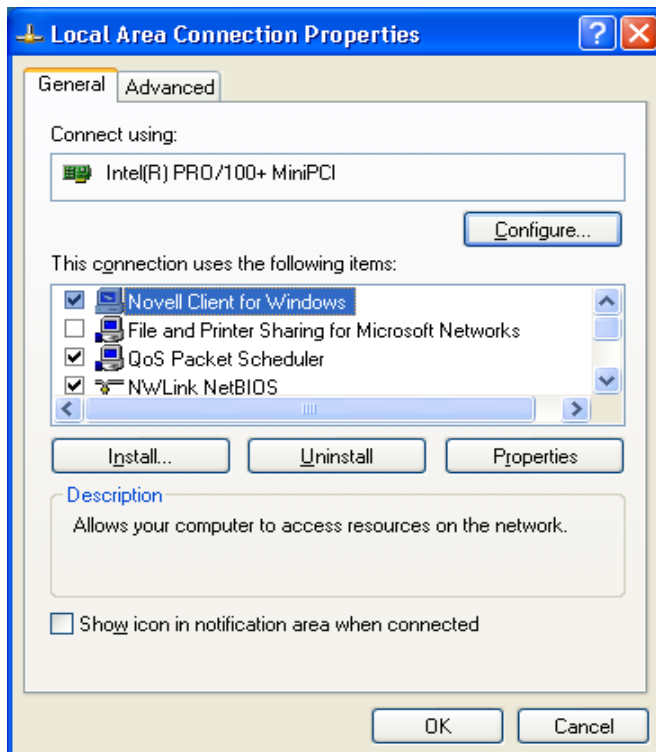 Local Area Connection Properties
General
Advanced
Connect using:
Intel(R) PRO/100+ MiniPCI
Configure...
This connection uses the following items:
Novell Client for Windows
File and Printer Sharing for Microsoft Networks
QoS Packet Scheduler
NWLink NetBIOS
Install...
Uninstall
Properties
Description
Allows your computer to access resources on the network.
Show icon in notification area when connected
OK
Cancel